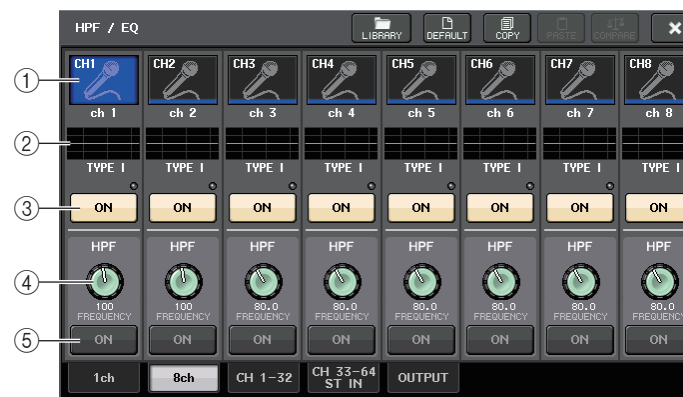 HPF / EQ
LIBRARY DEFAULT COPY PASTE COMPARE
① CH1 CH2 CH3 CH4 CH5 CH6 CH7 CH8
ch 1 ch 2 ch 3 ch 4 ch 5 ch 6 ch 7 ch 8
②
TYPE I TYPE I TYPE I TYPE I TYPE I TYPE I TYPE I TYPE I
③ ON ON ON ON ON ON ON ON
HPF HPF HPF HPF HPF HPF HPF HPF
④
100 100 80.0 80.0 80.0 80.0 80.0 80.0
FREQUENCY FREQUENCY FREQUENCY FREQUENCY FREQUENCY FREQUENCY FREQUENCY FREQUENCY
⑤ ON ON ON ON ON ON ON ON
1ch 8ch CH 1-32 CH 33-64 OUTPUT
ST IN